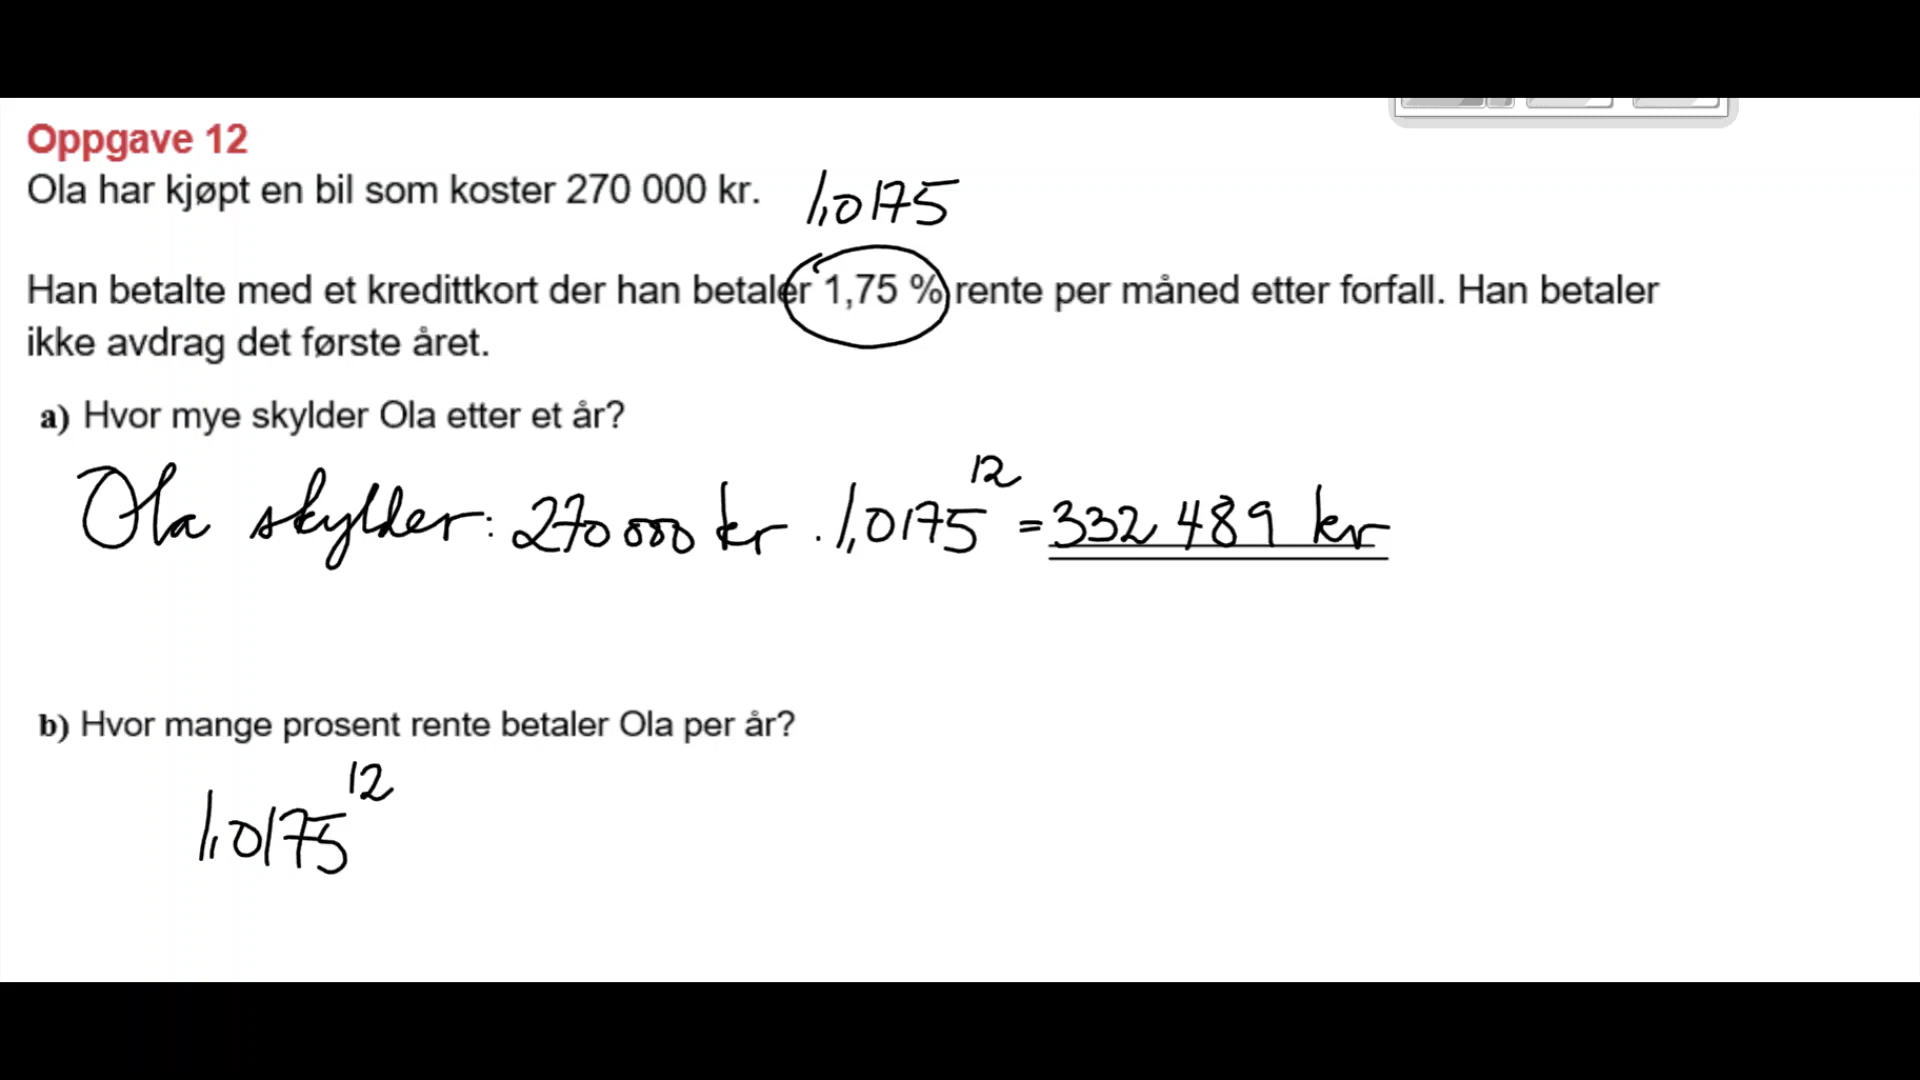 Oppgave 12
Ola har kjøpt en bil som koster 270 000 kr. 1,0175
Han betalte med et kredittkort der han betaler 1,75 % rente per måned etter forfall. Han betaler
ikke avdrag det første året.
a) Hvor mye skylder Ola etter et år?
Ola skylder: 270 000 kr · 1,0175^12 = 332 489 kr
b) Hvor mange prosent rente betaler Ola per år?
1,0175^12